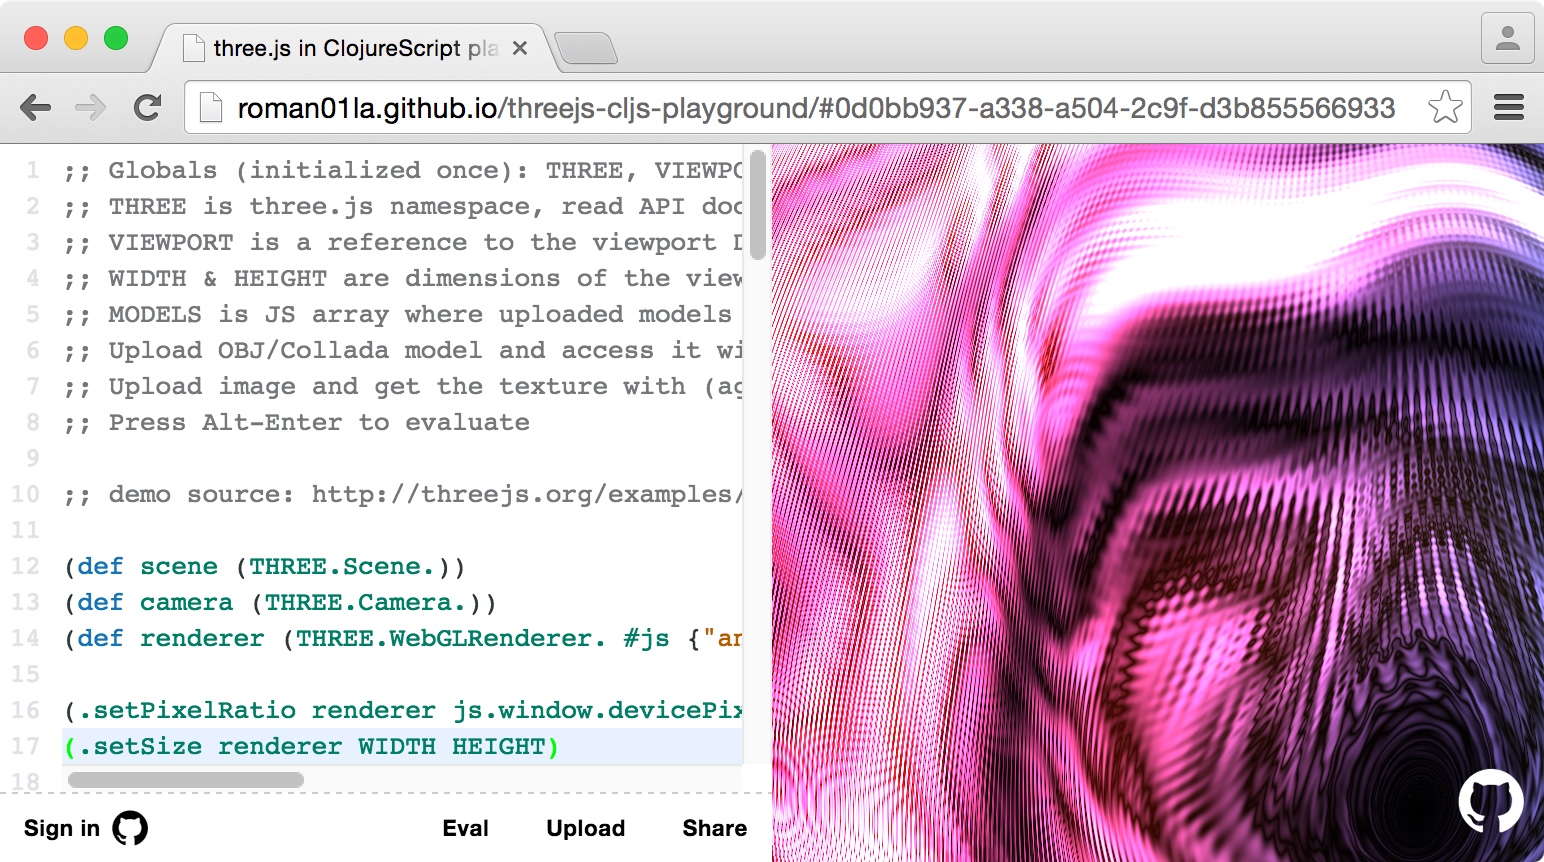 three.js in ClojureScript pla
roman01la.github.io/threejs-cljs-playground/#0d0bb937-a338-a504-2c9f-d3b855566933
1 ;; Globals (initialized once): THREE, VIEWPO
2 ;; THREE is three.js namespace, read API doc
3 ;; VIEWPORT is a reference to the viewport D
4 ;; WIDTH & HEIGHT are dimensions of the view
5 ;; MODELS is JS array where uploaded models
6 ;; Upload OBJ/Collada model and access it wi
7 ;; Upload image and get the texture with (ag
8 ;; Press Alt-Enter to evaluate
9
10 ;; demo source: http://threejs.org/examples/
11
12 (def scene (THREE.Scene.))
13 (def camera (THREE.Camera.))
14 (def renderer (THREE.WebGLRenderer. #js {"an
15
16 (.setPixelRatio renderer js.window.devicePix
17 (.setSize renderer WIDTH HEIGHT)
18
Sign in
Eval
Upload
Share